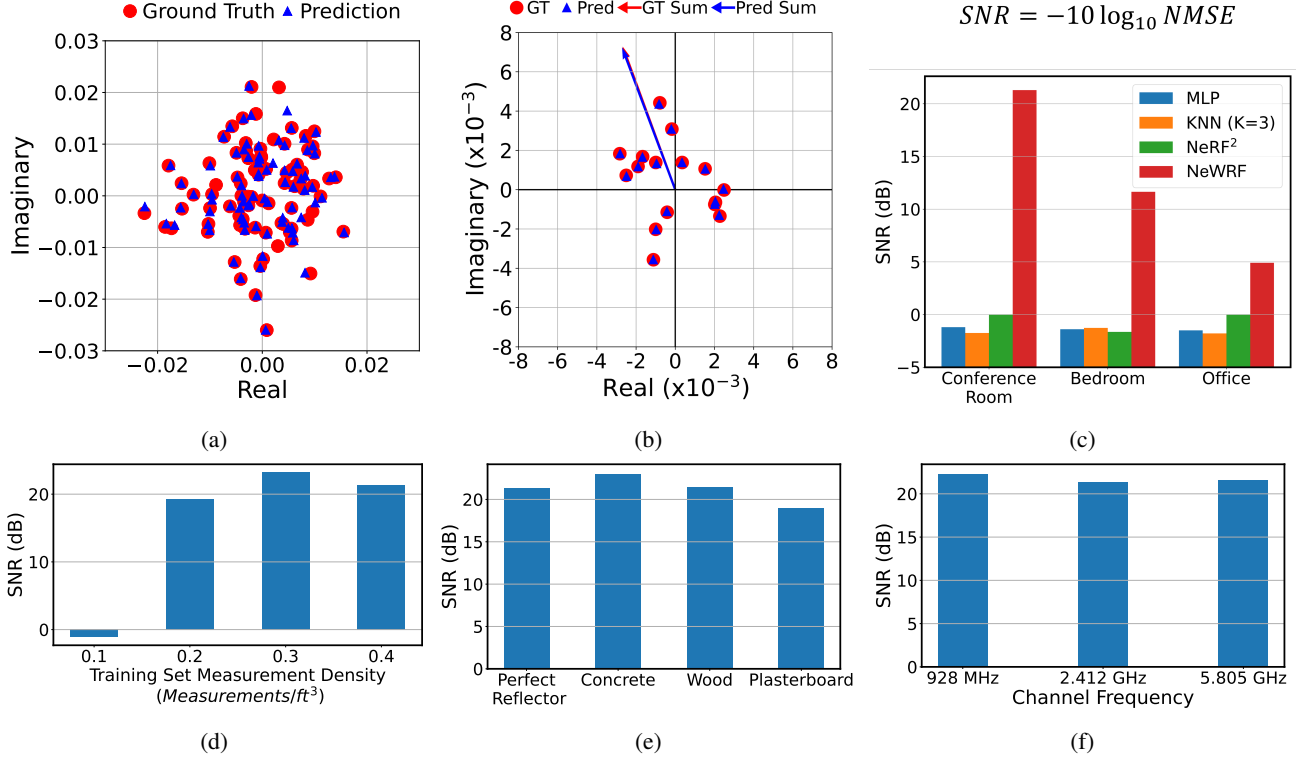 Ground Truth Prediction
0.03
0.02
0.01
0.00
−0.01
−0.02
−0.03
Imaginary
−0.02 0.00 0.02
Real
(a)
GT Pred GT Sum Pred Sum
8
6
4
2
0
−2
−4
−6
−8
Imaginary (x10⁻³)
−8 −6 −4 −2 0 2 4 6 8
Real (x10⁻³)
(b)
SNR = −10 log₁₀ NMSE
MLP
KNN (K=3)
NeRF²
NeWRF
20
15
10
5
0
−5
SNR (dB)
Conference Room
Bedroom
Office
(c)
20
10
0
SNR (dB)
0.1 0.2 0.3 0.4
Training Set Measurement Density
(Measurements/ft³)
(d)
20
15
10
5
0
SNR (dB)
Perfect Reflector
Concrete
Wood
Plasterboard
(e)
20
15
10
5
0
SNR (dB)
928 MHz 2.412 GHz 5.805 GHz
Channel Frequency
(f)